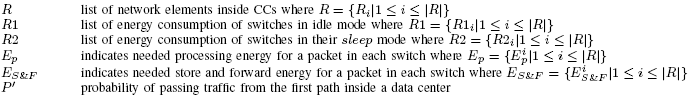 R list of network elements inside CCs where R = {R_i|1 ≤ i ≤ |R|}
R1 list of energy consumption of switches in idle mode where R1 = {R1_i|1 ≤ i ≤ |R|}
R2 list of energy consumption of switches in their sleep mode where R2 = {R2_i|1 ≤ i ≤ |R|}
E_p indicates needed processing energy for a packet in each switch where E_p = {E_p^i|1 ≤ i ≤ |R|}
E_{S&F} indicates needed store and forward energy for a packet in each switch where E_{S&F} = {E_{S&F}^i|1 ≤ i ≤ |R|}
P′ probability of passing traffic from the first path inside a data center